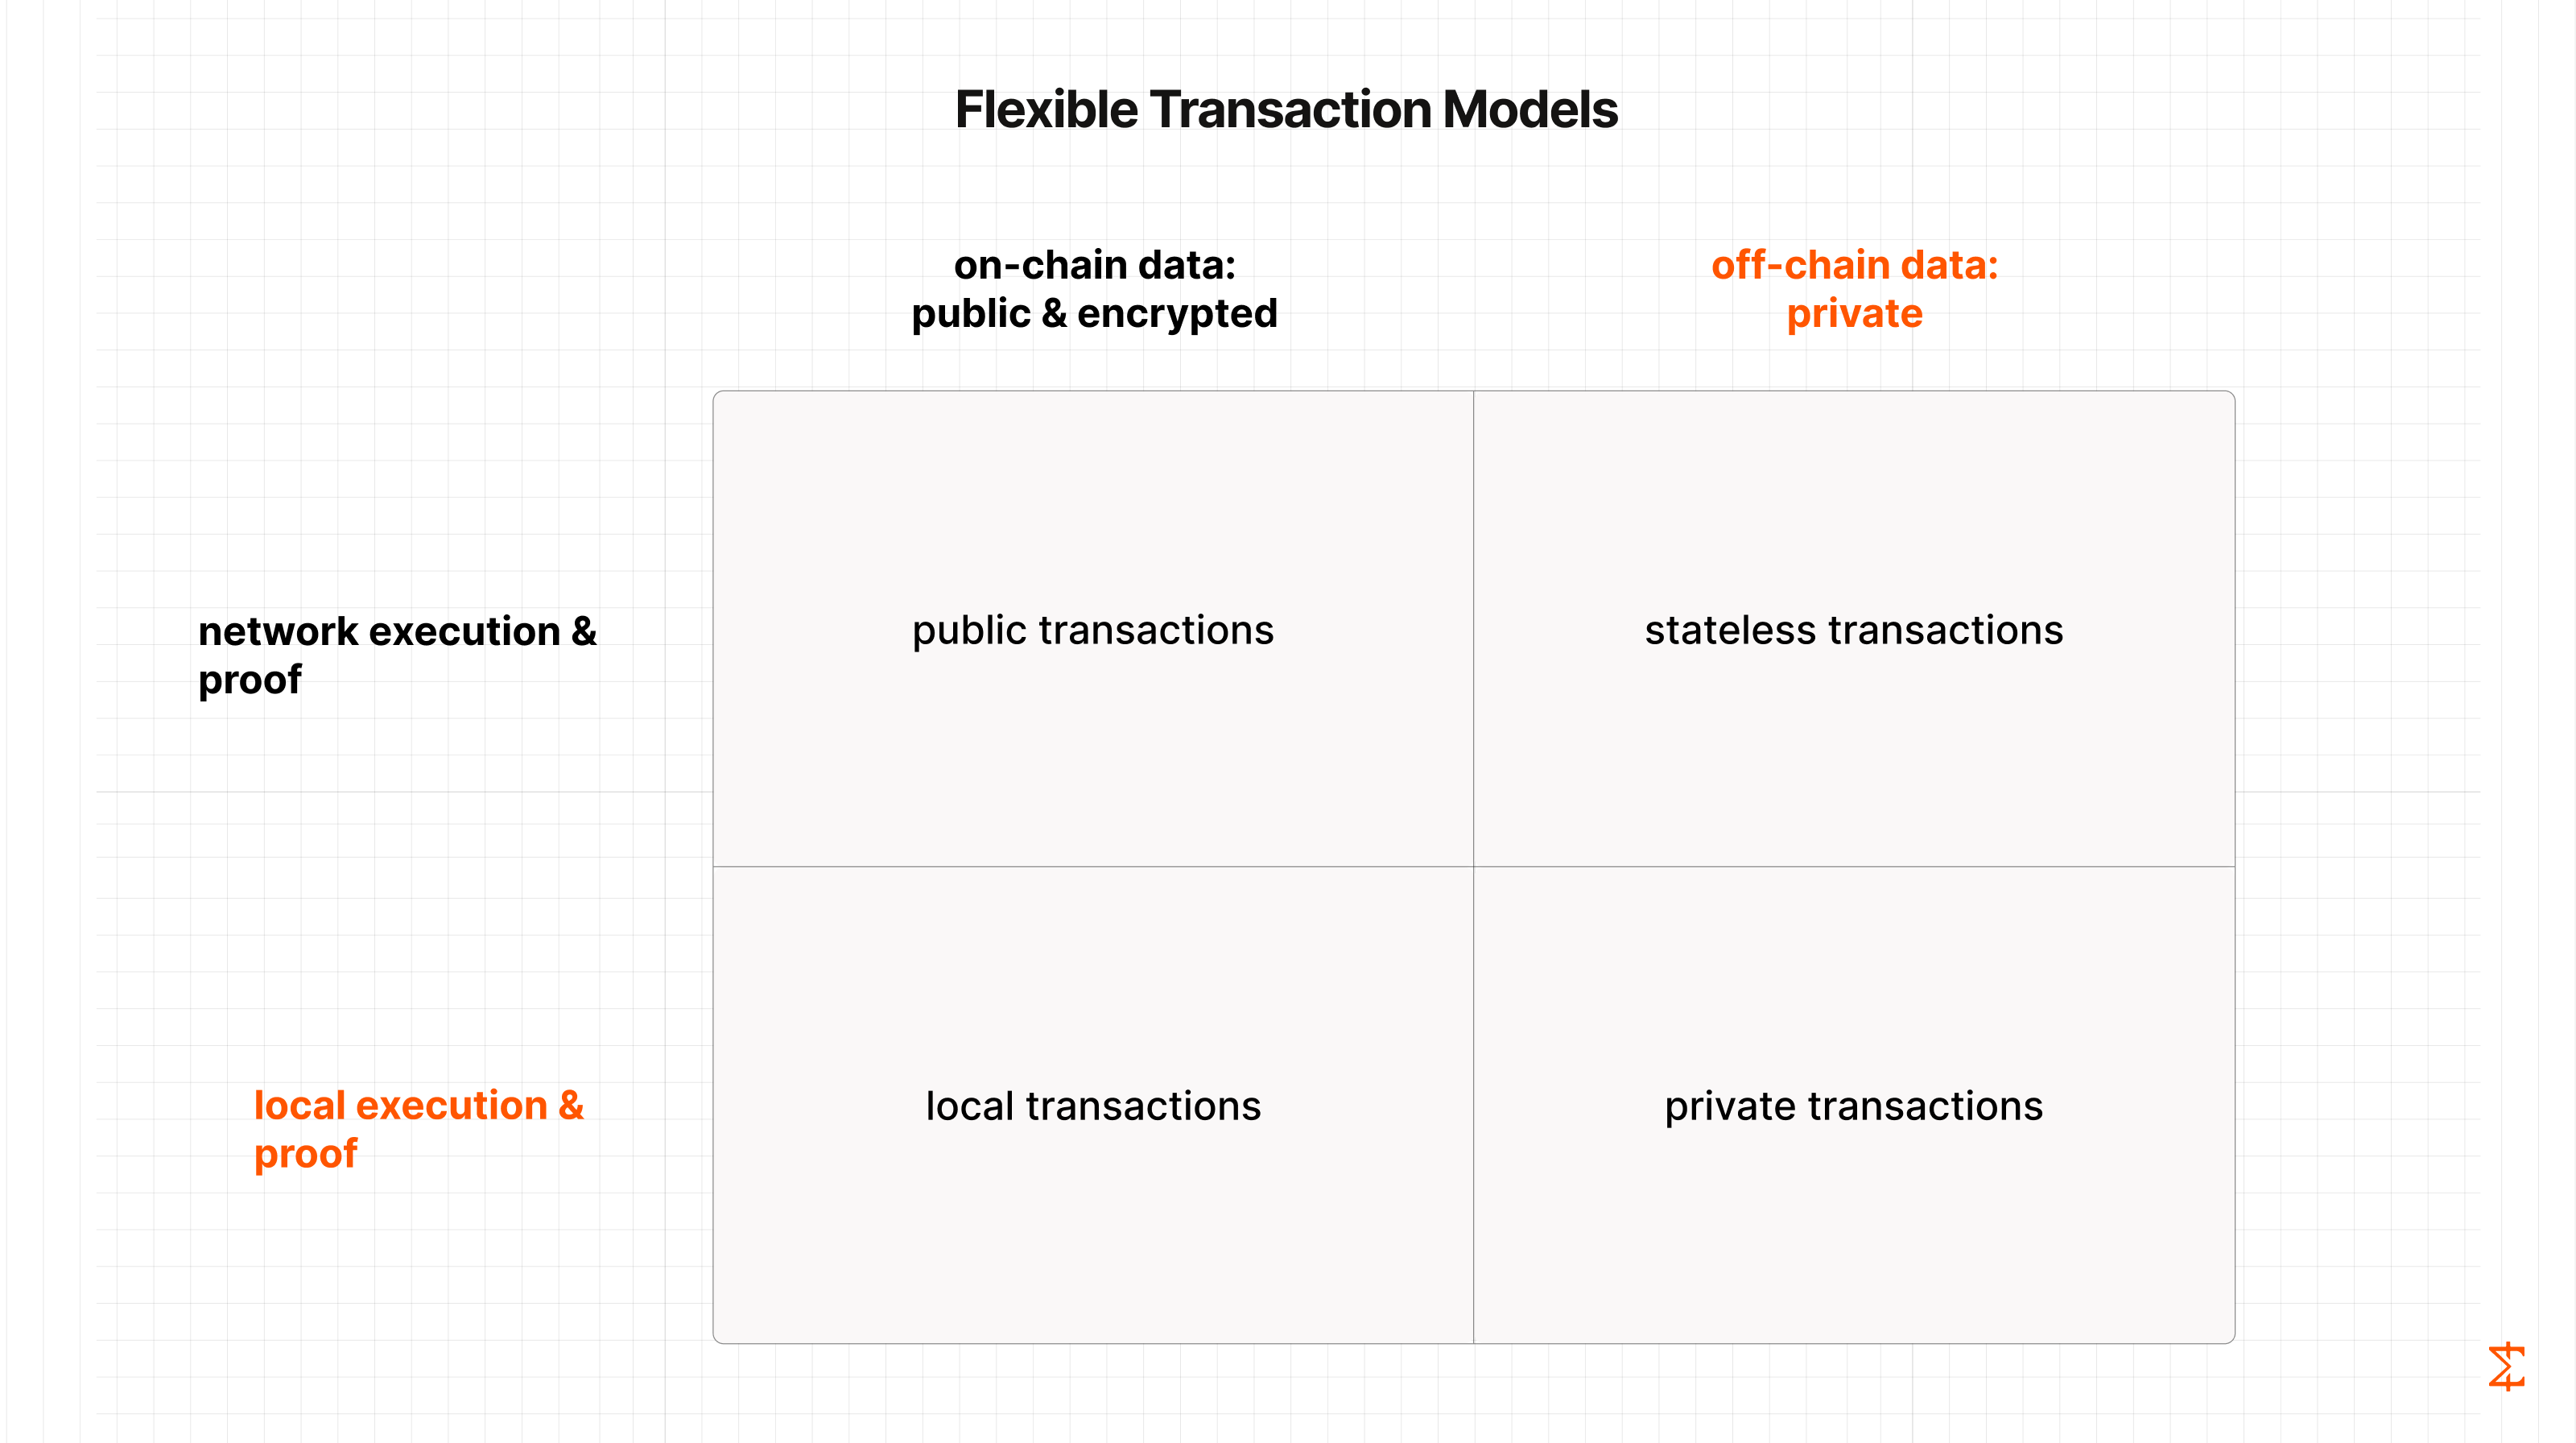 Flexible Transaction Models
on-chain data:
public & encrypted
off-chain data:
private
network execution &
proof
public transactions
stateless transactions
local execution &
proof
local transactions
private transactions